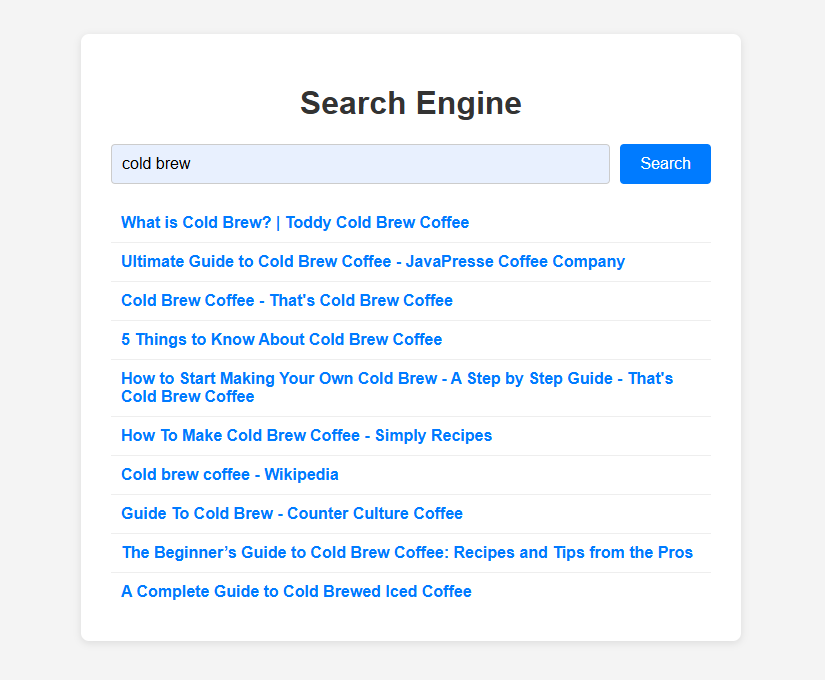 Search Engine
cold brew
Search
What is Cold Brew? | Toddy Cold Brew Coffee
Ultimate Guide to Cold Brew Coffee - JavaPresse Coffee Company
Cold Brew Coffee - That's Cold Brew Coffee
5 Things to Know About Cold Brew Coffee
How to Start Making Your Own Cold Brew - A Step by Step Guide - That's
Cold Brew Coffee
How To Make Cold Brew Coffee - Simply Recipes
Cold brew coffee - Wikipedia
Guide To Cold Brew - Counter Culture Coffee
The Beginner’s Guide to Cold Brew Coffee: Recipes and Tips from the Pros
A Complete Guide to Cold Brewed Iced Coffee